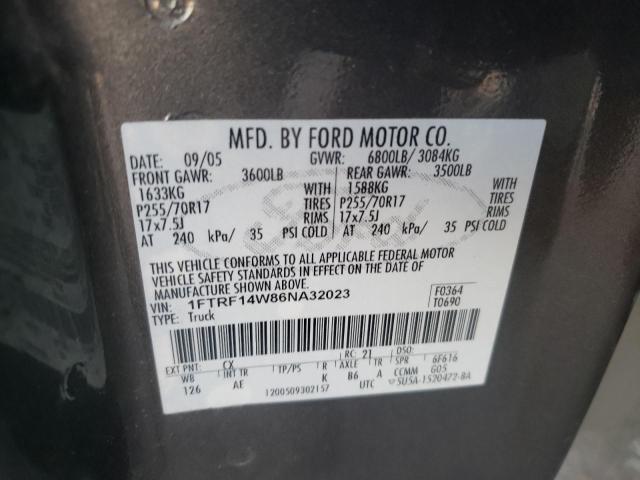 MFD. BY FORD MOTOR CO.
DATE: 09/05 GVWR: 6800LB/ 3084KG
FRONT GAWR: 3600LB REAR GAWR: 3500LB
1633KG WITH 1588KG WITH
P255/70R17 TIRES P255/70R17 TIRES
17x7.5J RIMS 17x7.5J RIMS
AT 240 kPa/ 35 PSI COLD AT 240 kPa/ 35 PSI COLD
THIS VEHICLE CONFORMS TO ALL APPLICABLE FEDERAL MOTOR
VEHICLE SAFETY STANDARDS IN EFFECT ON THE DATE OF
MANUFACTURE SHOWN ABOVE.
VIN: 1FTRF14W86NA32023 F0364
TYPE: Truck T0690
EXT PNT: CX RC: 21 DSO:
WB INT TR TP/PS R AXLE TR SPR 6F616
126 AE K B6 A CCMM G05
1200509302157 UTC 5U5A-1520472-BA